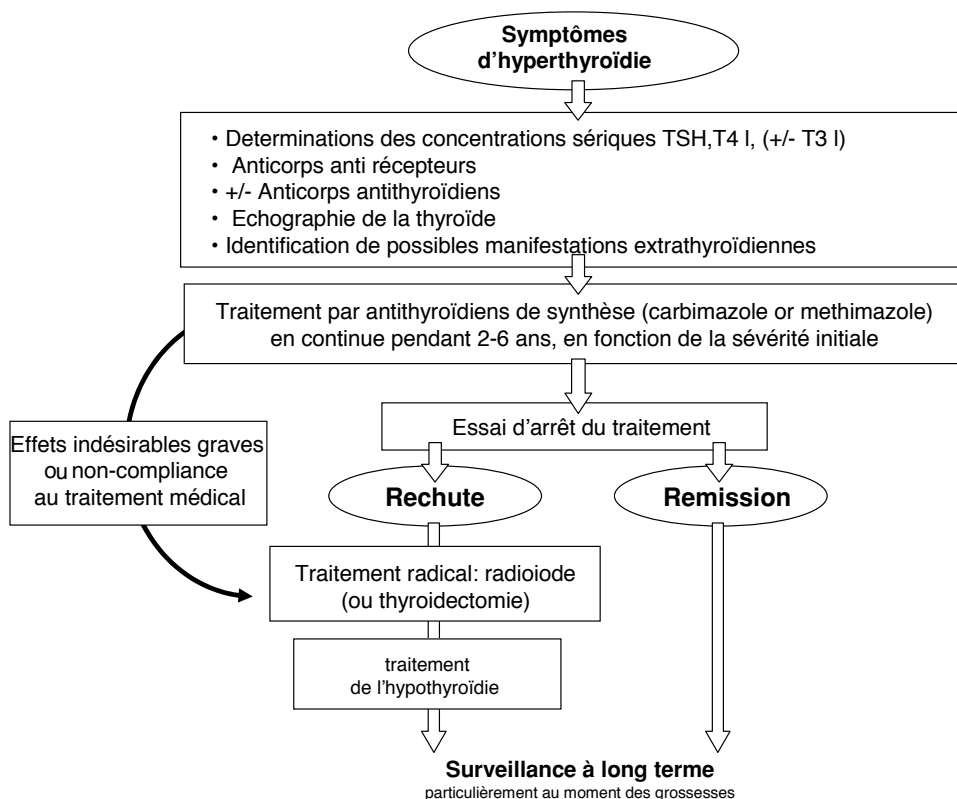 Symptômes
d'hyperthyroïdie
• Determinations des concentrations sériques TSH,T4 l, (+/- T3 l)
• Anticorps anti récepteurs
• +/- Anticorps antithyroïdiens
• Echographie de la thyroïde
• Identification de possibles manifestations extrathyroïdiennes
Traitement par antithyroïdiens de synthèse (carbimazole or methimazole)
en continue pendant 2-6 ans, en fonction de la sévérité initiale
Essai d'arrêt du traitement
Effets indésirables graves
ou non-compliance
au traitement médical
Rechute
Remission
Traitement radical: radioiode
(ou thyroidectomie)
traitement
de l'hypothyroïdie
Surveillance à long terme
particulièrement au moment des grossesses